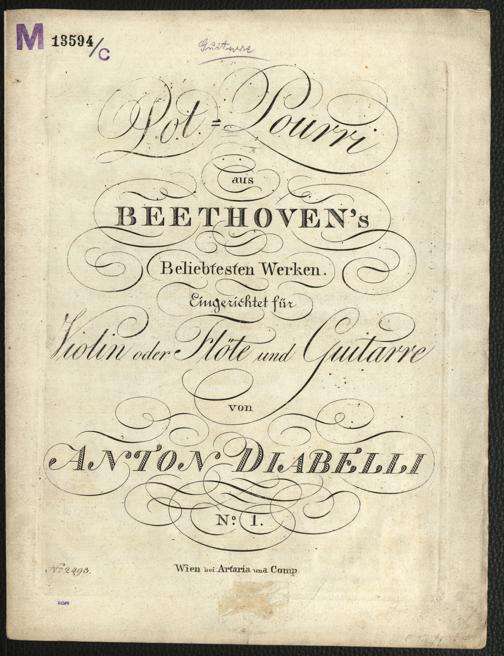 M 13594/C
Guitarre
Pot=Pourri
aus
BEETHOVEN's
Beliebtesten Werken.
Eingerichtet für
Violin oder Flöte und Guitarre
von
ANTON DIABELLI
No: 1.
No 2293.
Wien bei Artaria und Comp.